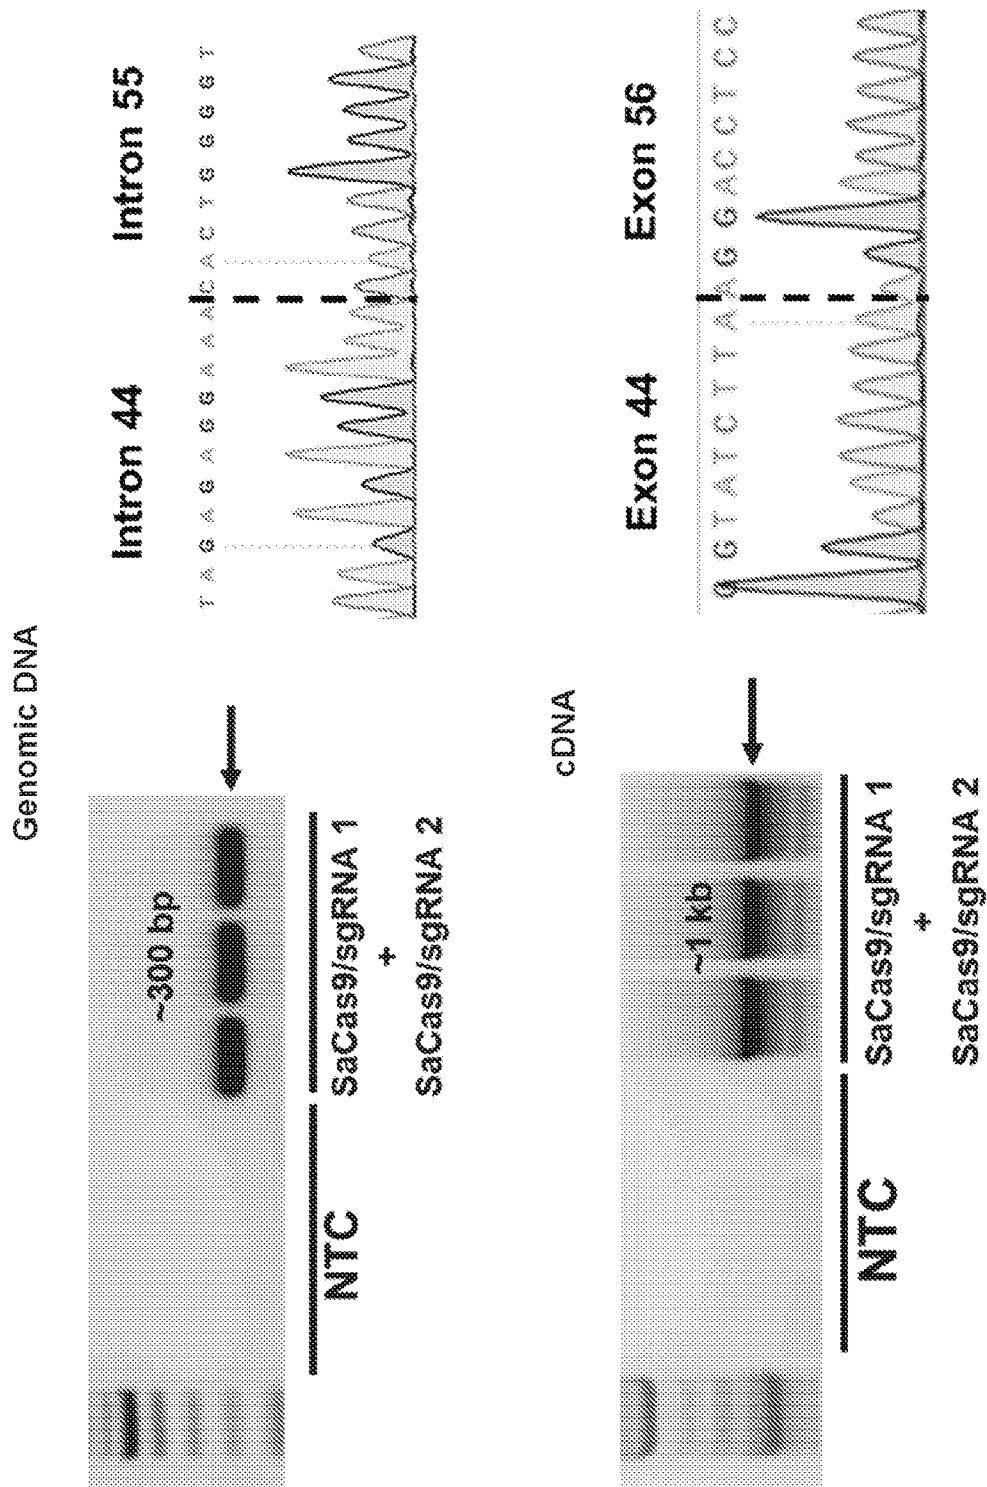 Genomic DNA
~300 bp
NTC
SaCas9/sgRNA 1
+
SaCas9/sgRNA 2
Intron 44 Intron 55
T A G A G A G G A A A C A C T G G G G T
cDNA
~1 kb
NTC
SaCas9/sgRNA 1
+
SaCas9/sgRNA 2
Exon 44 Exon 56
G G T A T C T T A A G G A C C T C C